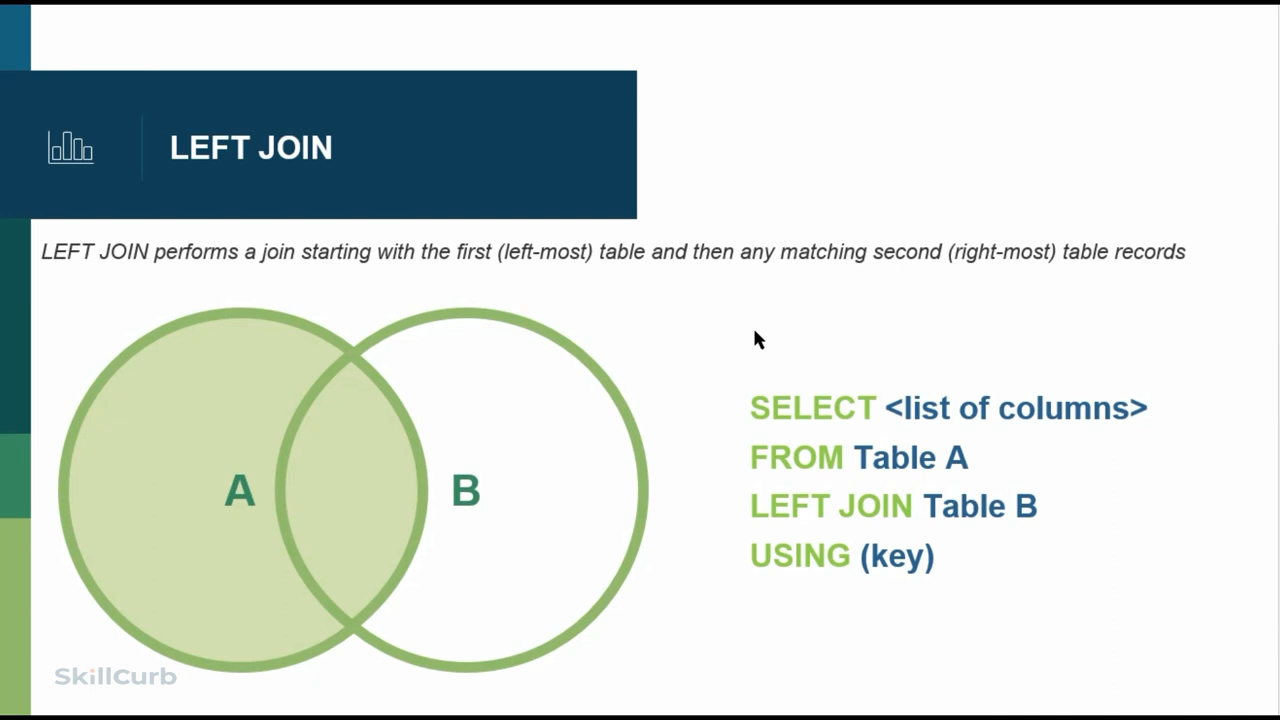 LEFT JOIN
LEFT JOIN performs a join starting with the first (left-most) table and then any matching second (right-most) table records
A
B
SELECT <list of columns>
FROM Table A
LEFT JOIN Table B
USING (key)
SkillCurb